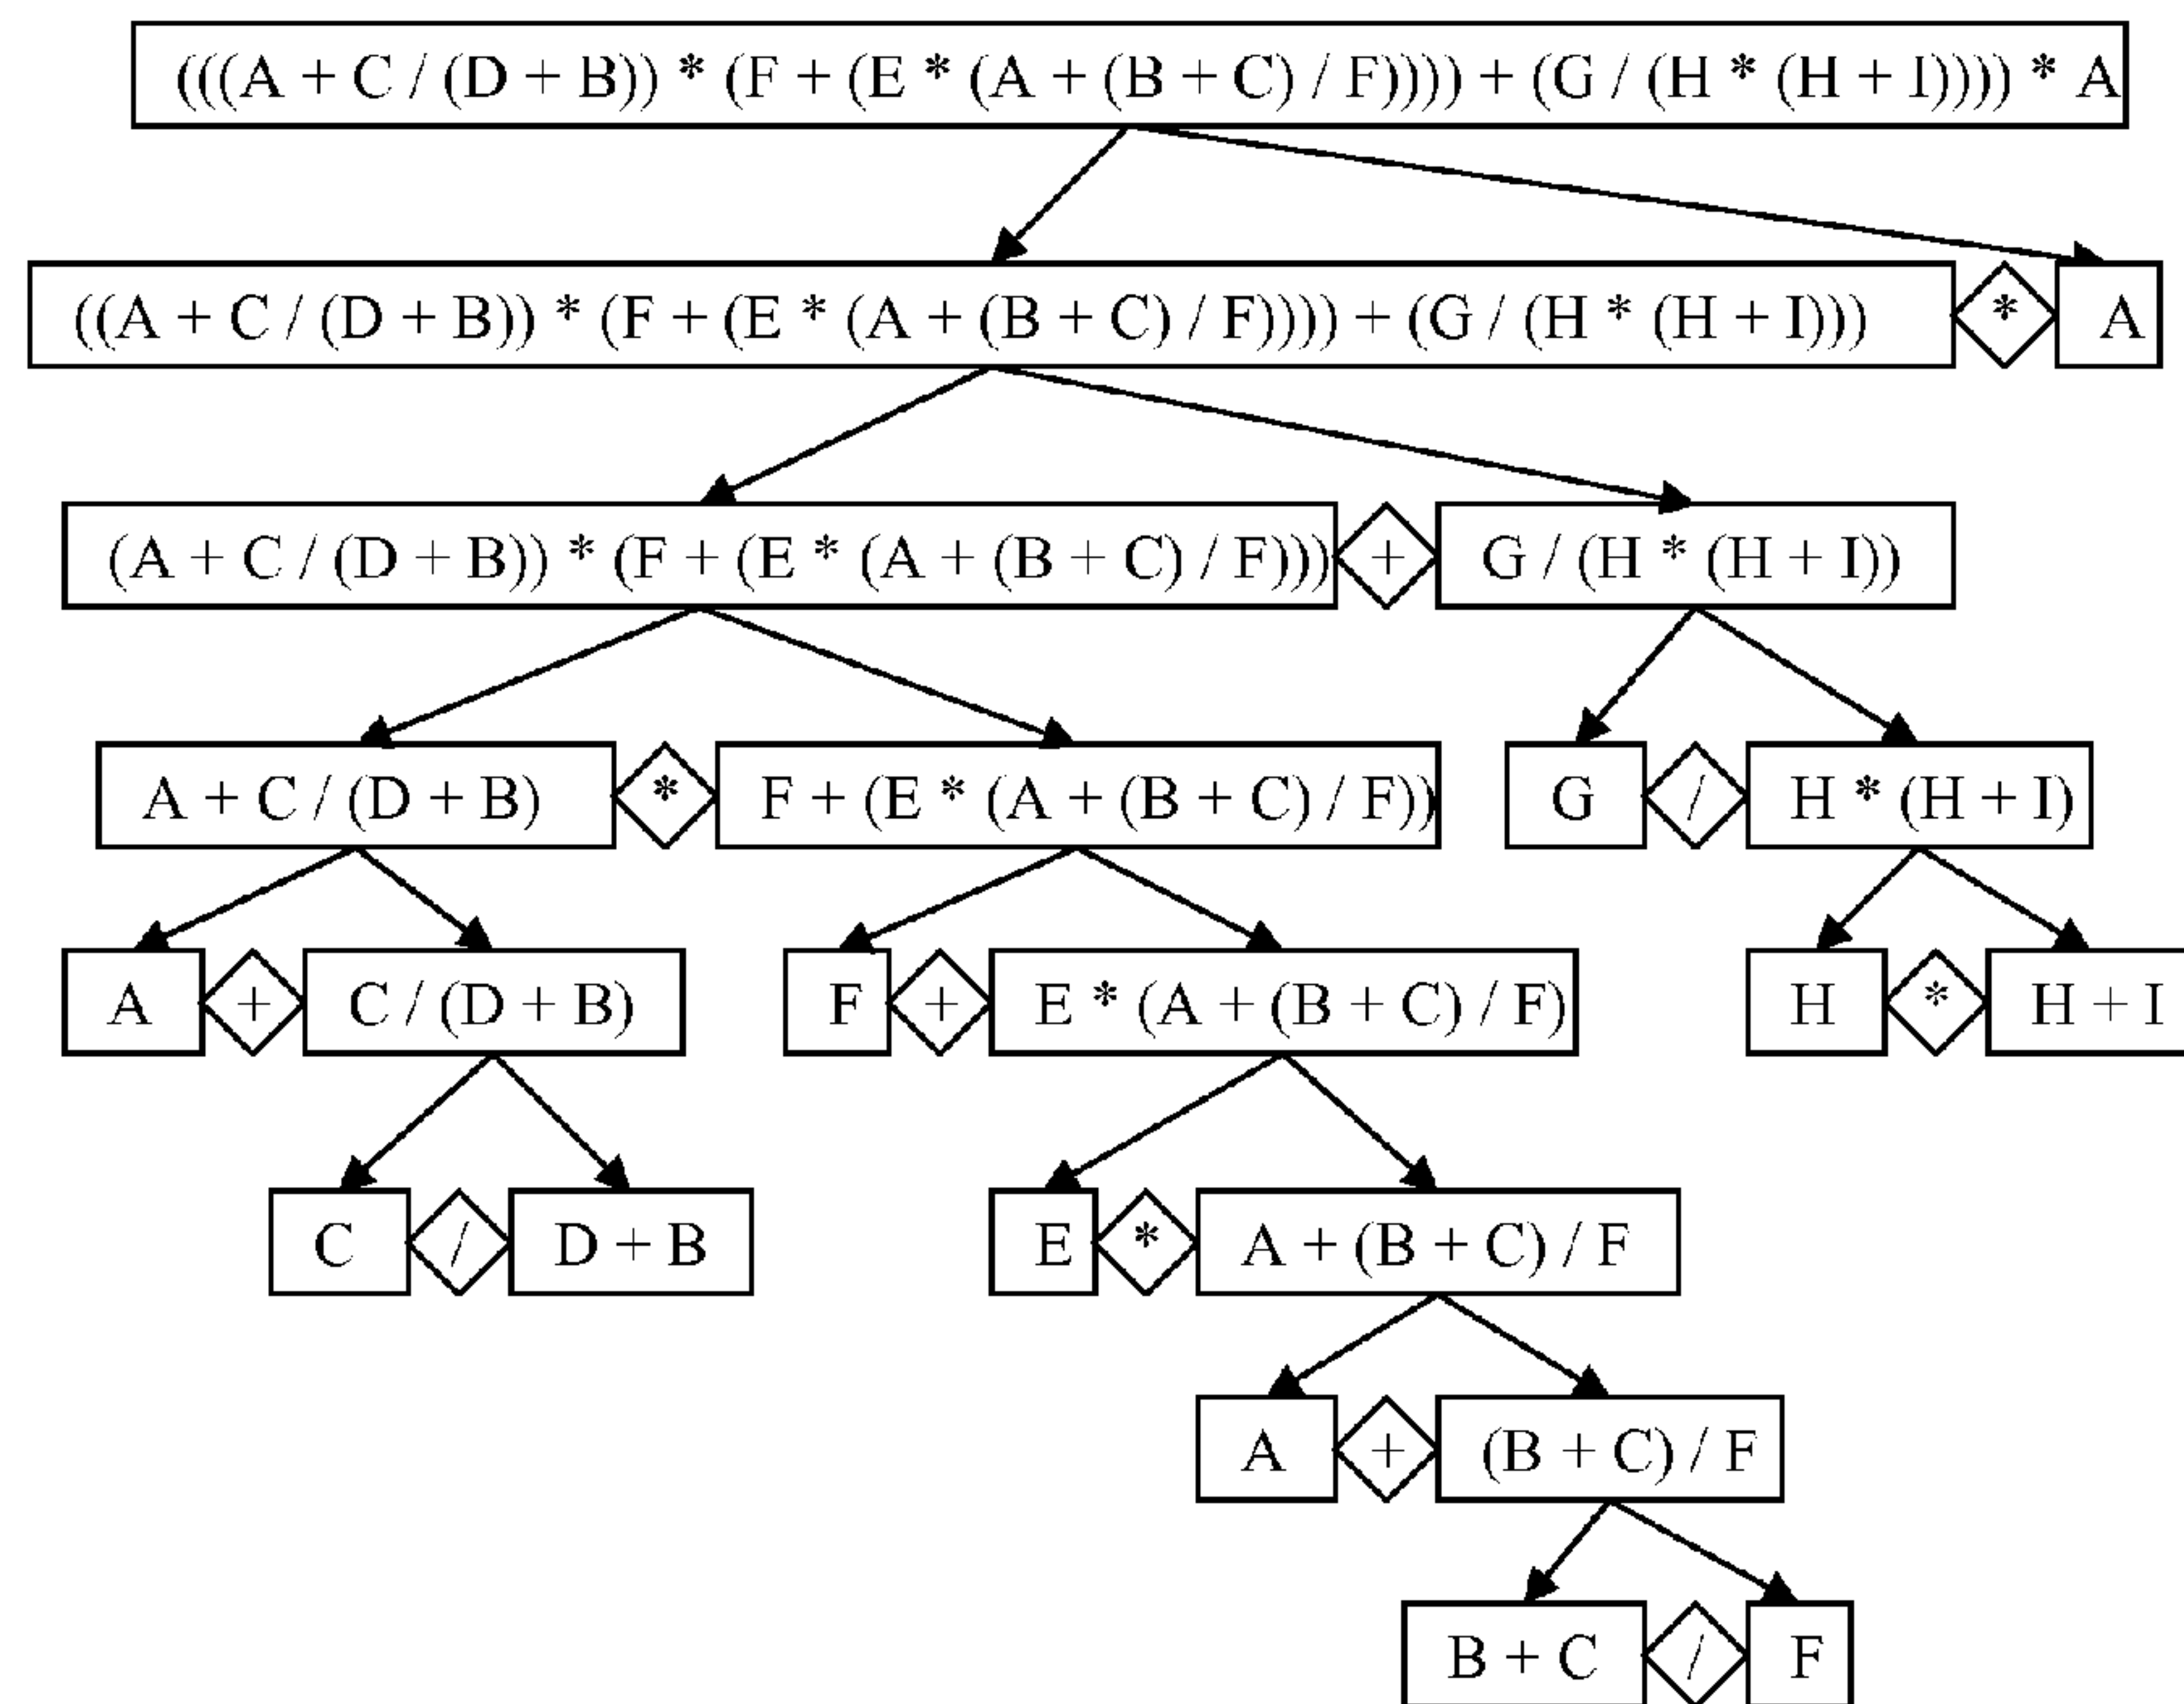 (((A + C / (D + B)) * (F + (E * (A + (B + C) / F)))) + (G / (H * (H + I)))) * A
((A + C / (D + B)) * (F + (E * (A + (B + C) / F)))) + (G / (H * (H + I))) * A
(A + C / (D + B)) * (F + (E * (A + (B + C) / F))) + G / (H * (H + I))
A + C / (D + B) * F + (E * (A + (B + C) / F)) G / H * (H + I)
A + C / (D + B) F + E * (A + (B + C) / F) H * H + I
C / D + B E * A + (B + C) / F
A + (B + C) / F
B + C / F